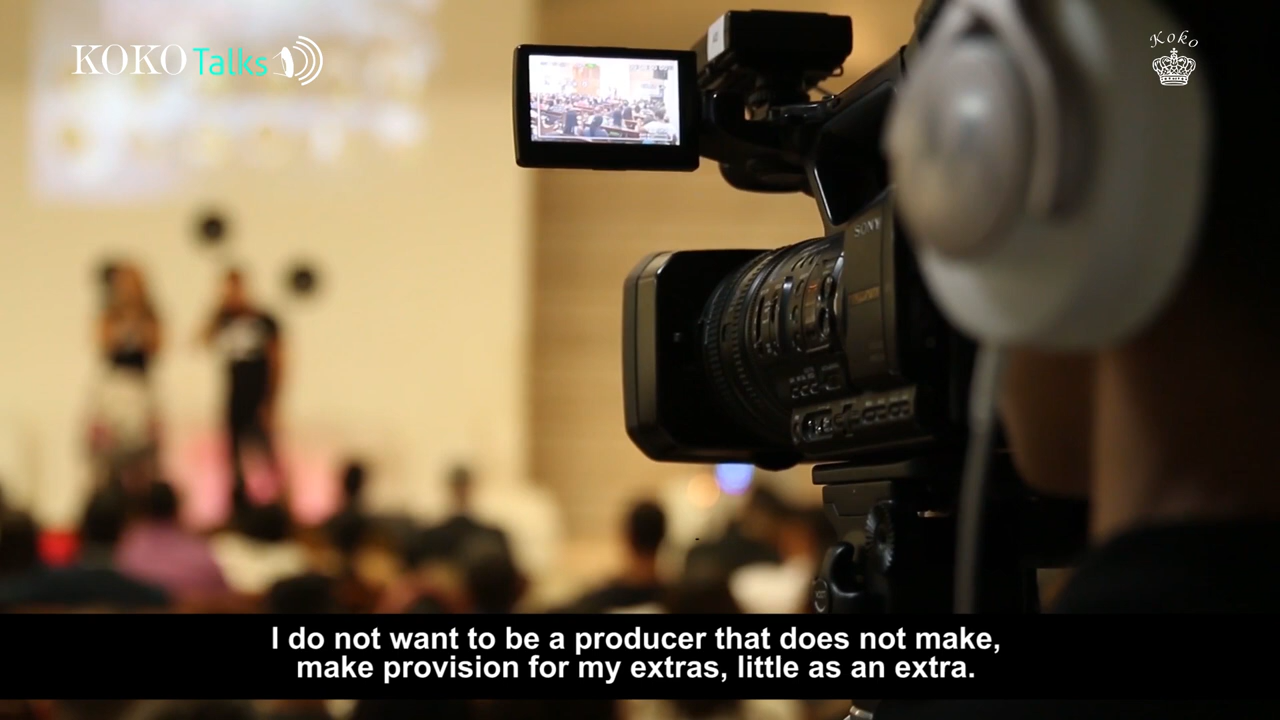 KOKO Talks
Koko
SONY
I do not want to be a producer that does not make,
make provision for my extras, little as an extra.